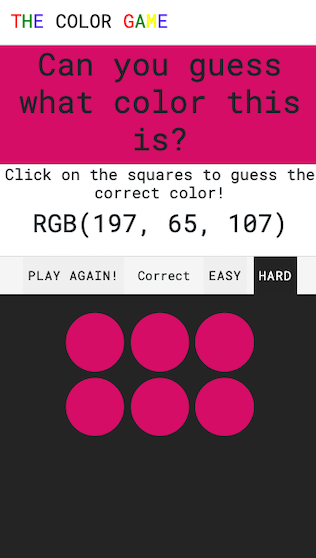 THE COLOR GAME
Can you guess
what color this
is?
Click on the squares to guess the
correct color!
RGB(197, 65, 107)
PLAY AGAIN! Correct EASY HARD